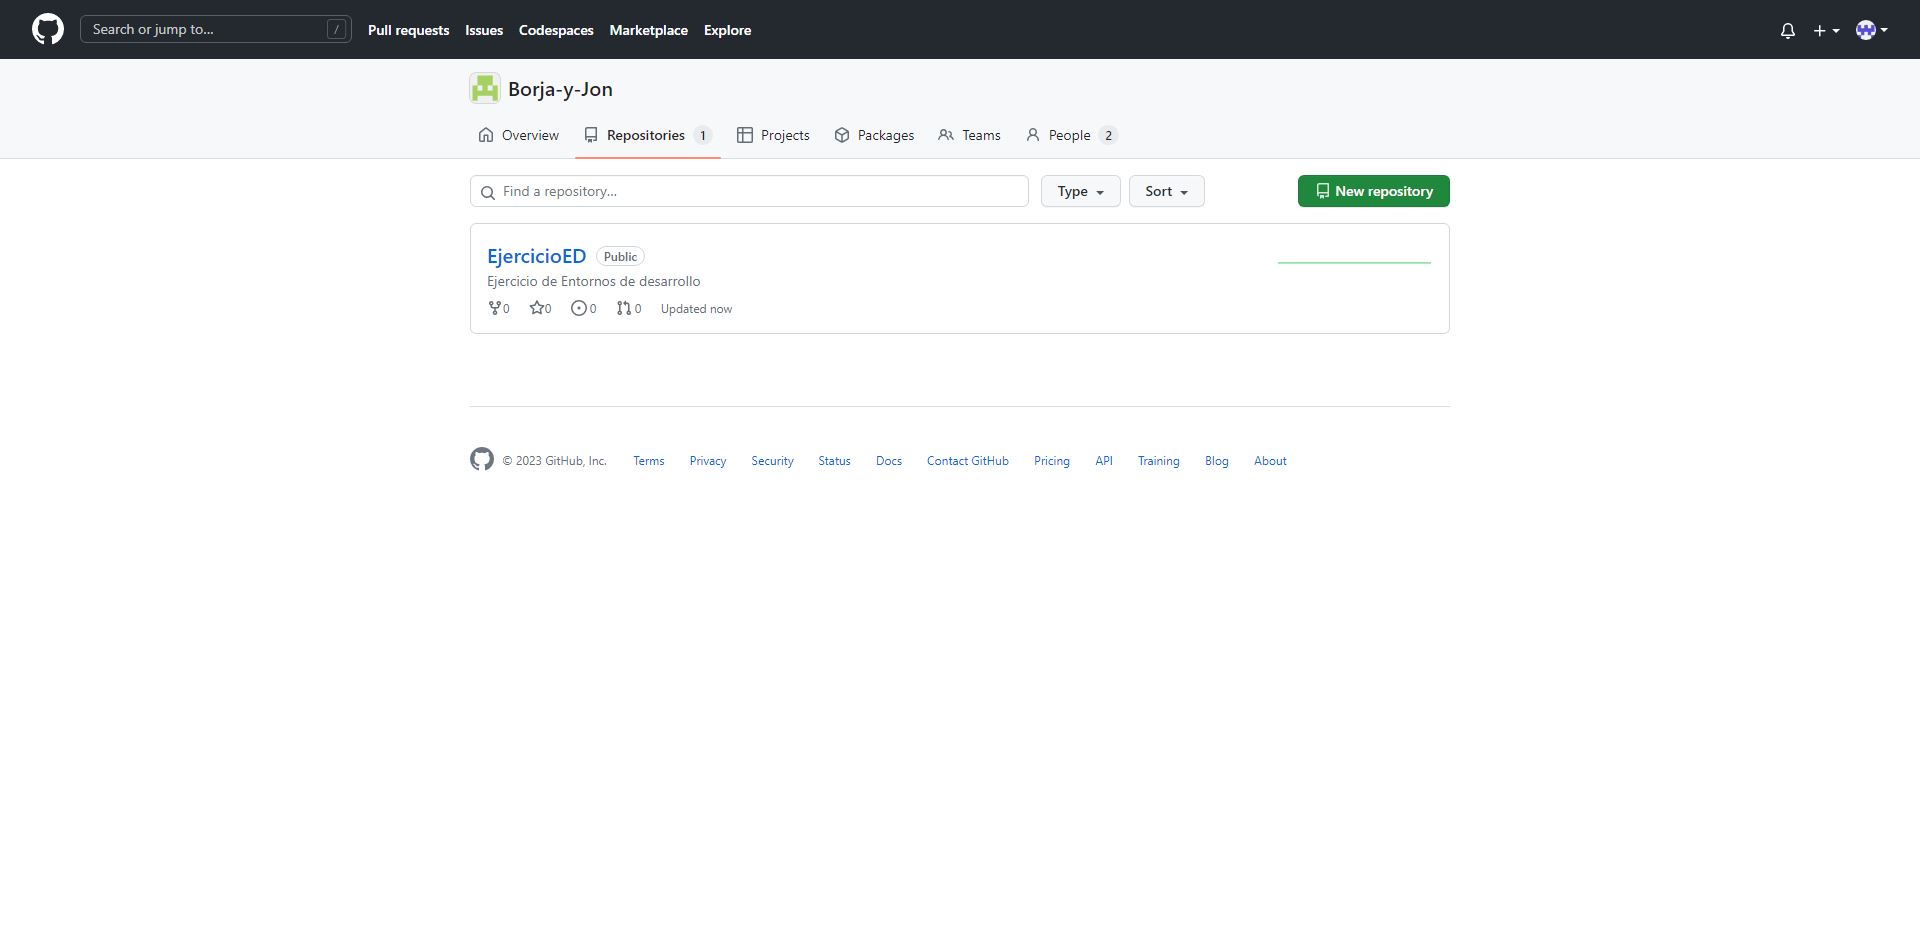 Search or jump to... / Pull requests Issues Codespaces Marketplace Explore
Borja-y-Jon
Overview Repositories 1 Projects Packages Teams People 2
Find a repository... Type Sort New repository
EjercicioED Public
Ejercicio de Entornos de desarrollo
0 0 0 0 Updated now
© 2023 GitHub, Inc. Terms Privacy Security Status Docs Contact GitHub Pricing API Training Blog About